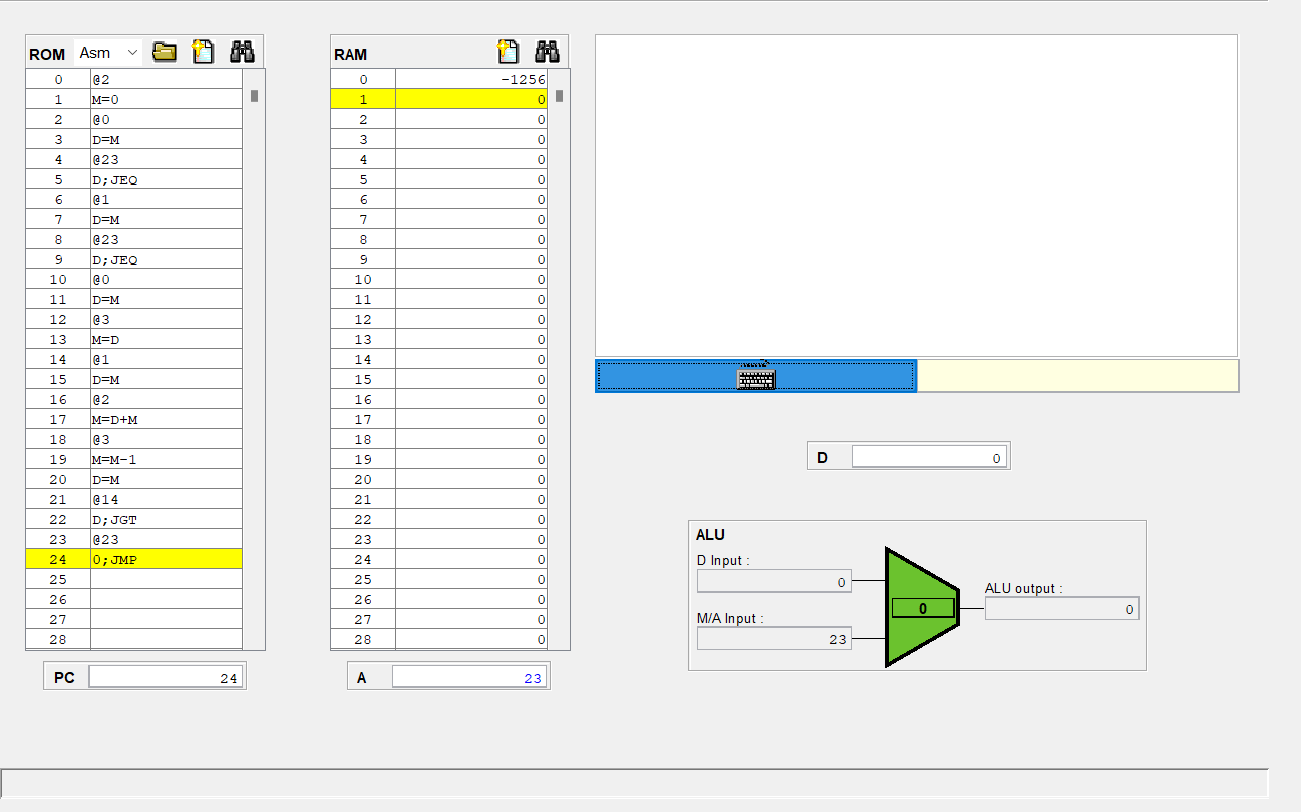 ROM Asm
0 @2
1 M=0
2 @0
3 D=M
4 @23
5 D;JEQ
6 @1
7 D=M
8 @23
9 D;JEQ
10 @0
11 D=M
12 @3
13 M=D
14 @1
15 D=M
16 @2
17 M=D+M
18 @3
19 M=M-1
20 D=M
21 @14
22 D;JGT
23 @23
24 0;JMP
25
26
27
28
PC 24
RAM
0 -1256
1 0
2 0
3 0
4 0
5 0
6 0
7 0
8 0
9 0
10 0
11 0
12 0
13 0
14 0
15 0
16 0
17 0
18 0
19 0
20 0
21 0
22 0
23 0
24 0
25 0
26 0
27 0
28 0
A 23
D 0
ALU
D Input :
0
M/A Input :
23
0
ALU output :
0